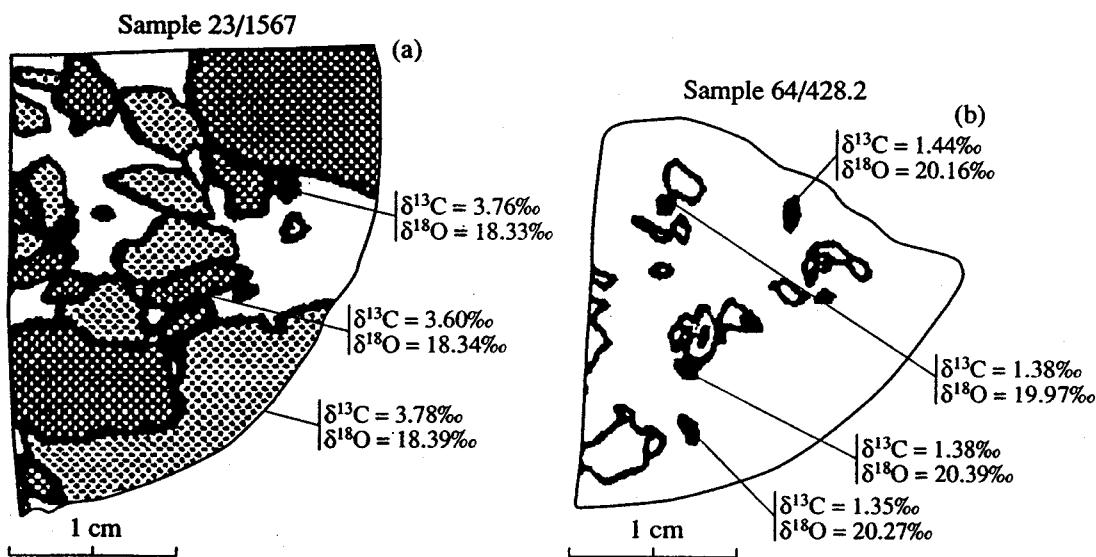 Sample 23/1567
(a)
δ¹³C = 3.76‰
δ¹⁸O = 18.33‰
δ¹³C = 3.60‰
δ¹⁸O = 18.34‰
δ¹³C = 3.78‰
δ¹⁸O = 18.39‰
1 cm
Sample 64/428.2
(b)
δ¹³C = 1.44‰
δ¹⁸O = 20.16‰
δ¹³C = 1.38‰
δ¹⁸O = 19.97‰
δ¹³C = 1.38‰
δ¹⁸O = 20.39‰
δ¹³C = 1.35‰
δ¹⁸O = 20.27‰
1 cm